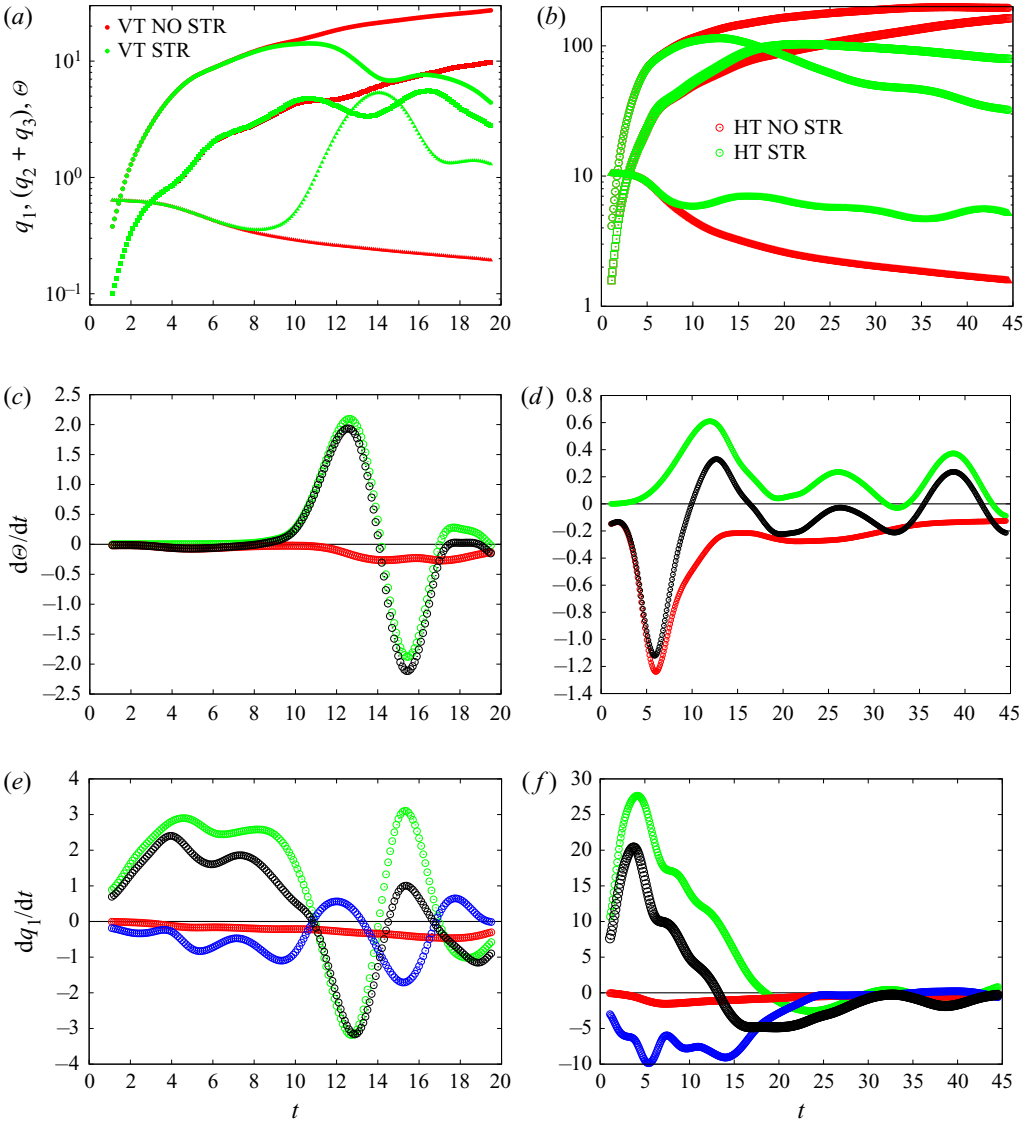 (a)
VT NO STR
VT STR
10¹
10⁰
10⁻¹
q₁, (q₂ + q₃), Θ
0 2 4 6 8 10 12 14 16 18 20
(b)
HT NO STR
HT STR
100
10
1
0 5 10 15 20 25 30 35 40 45
(c)
2.5
2.0
1.5
1.0
0.5
0
−0.5
−1.0
−1.5
−2.0
−2.5
dΘ/dt
0 2 4 6 8 10 12 14 16 18 20
(d)
0.8
0.6
0.4
0.2
0
−0.2
−0.4
−0.6
−0.8
−1.0
−1.2
−1.4
0 5 10 15 20 25 30 35 40 45
(e)
4
3
2
1
0
−1
−2
−3
−4
dq₁/dt
0 2 4 6 8 10 12 14 16 18 20
t
(f)
30
25
20
15
10
5
0
−5
−10
0 5 10 15 20 25 30 35 40 45
t